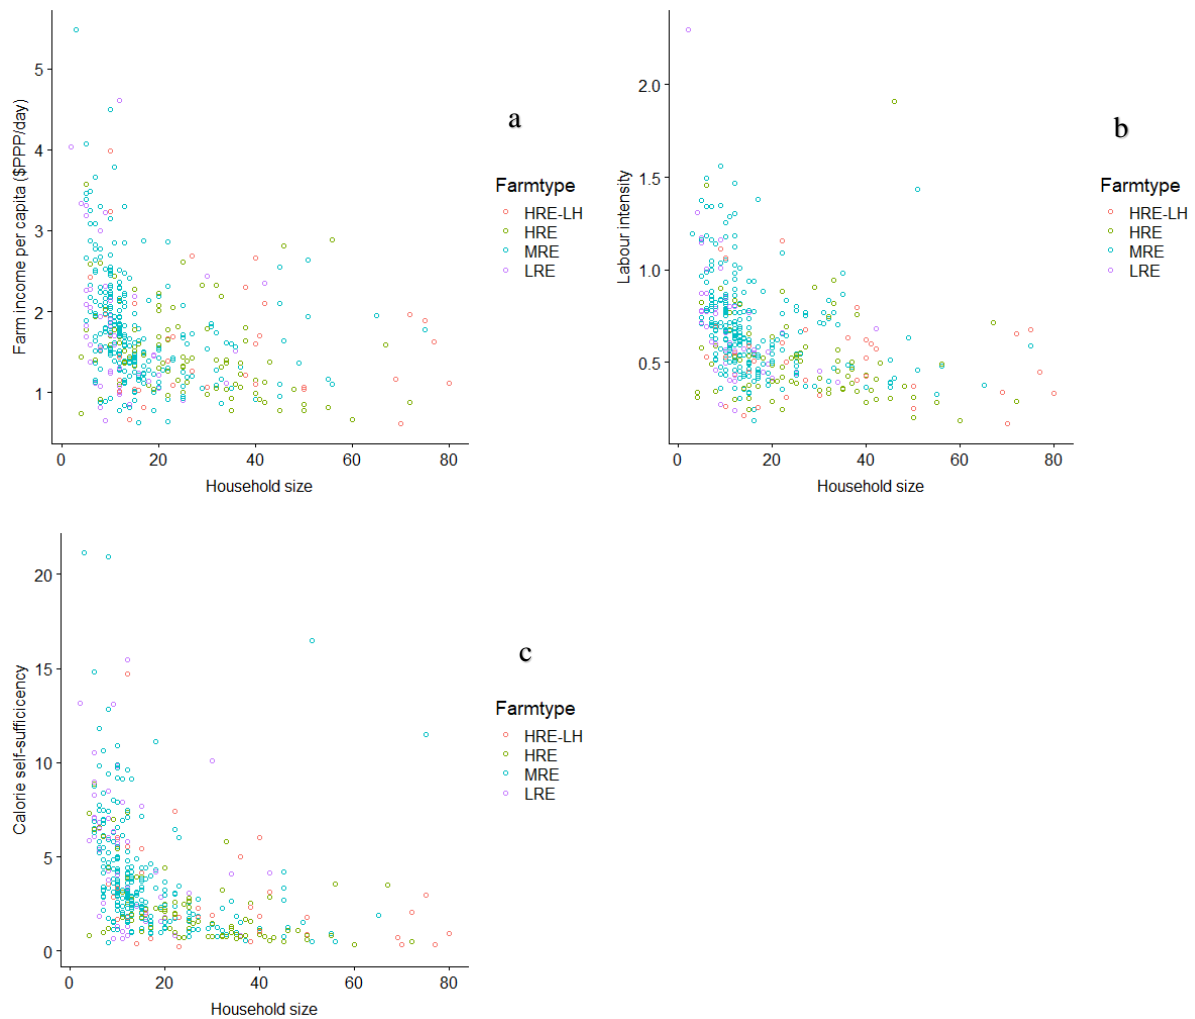 Farm income per capita ($PPP/day)
5
4
3
2
1
0 20 40 60 80
Household size
a
Farmtype
HRE-LH
HRE
MRE
LRE
Labour intensity
2.0
1.5
1.0
0.5
0 20 40 60 80
Household size
b
Farmtype
HRE-LH
HRE
MRE
LRE
Calorie self-sufficicency
20
15
10
5
0
0 20 40 60 80
Household size
c
Farmtype
HRE-LH
HRE
MRE
LRE